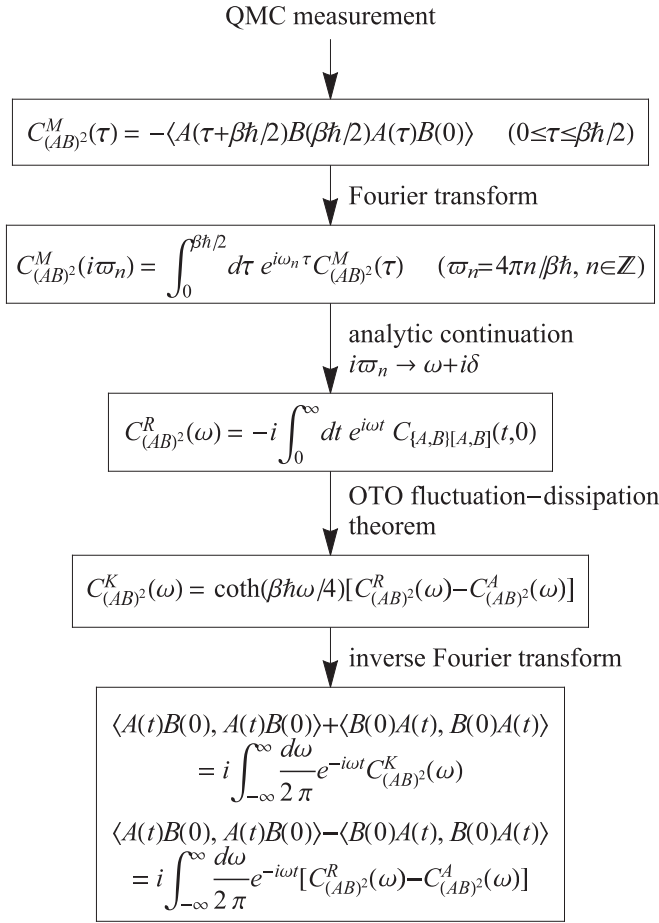 QMC measurement
C^M_{(AB)^2}(τ) = −⟨A(τ+βħ/2)B(βħ/2)A(τ)B(0)⟩ (0≤τ≤βħ/2)
Fourier transform
C^M_{(AB)^2}(iϖ_n) = ∫_0^{βħ/2} dτ e^{iω_n τ} C^M_{(AB)^2}(τ) (ϖ_n=4πn/βħ, n∈ℤ)
analytic continuation
iϖ_n → ω+iδ
C^R_{(AB)^2}(ω) = −i ∫_0^∞ dt e^{iωt} C_{{A,B}[A,B]}(t,0)
OTO fluctuation−dissipation
theorem
C^K_{(AB)^2}(ω) = coth(βħω/4)[C^R_{(AB)^2}(ω)−C^A_{(AB)^2}(ω)]
inverse Fourier transform
⟨A(t)B(0), A(t)B(0)⟩+⟨B(0)A(t), B(0)A(t)⟩
= i ∫_{−∞}^∞ dω/2π e^{−iωt} C^K_{(AB)^2}(ω)
⟨A(t)B(0), A(t)B(0)⟩−⟨B(0)A(t), B(0)A(t)⟩
= i ∫_{−∞}^∞ dω/2π e^{−iωt}[C^R_{(AB)^2}(ω)−C^A_{(AB)^2}(ω)]